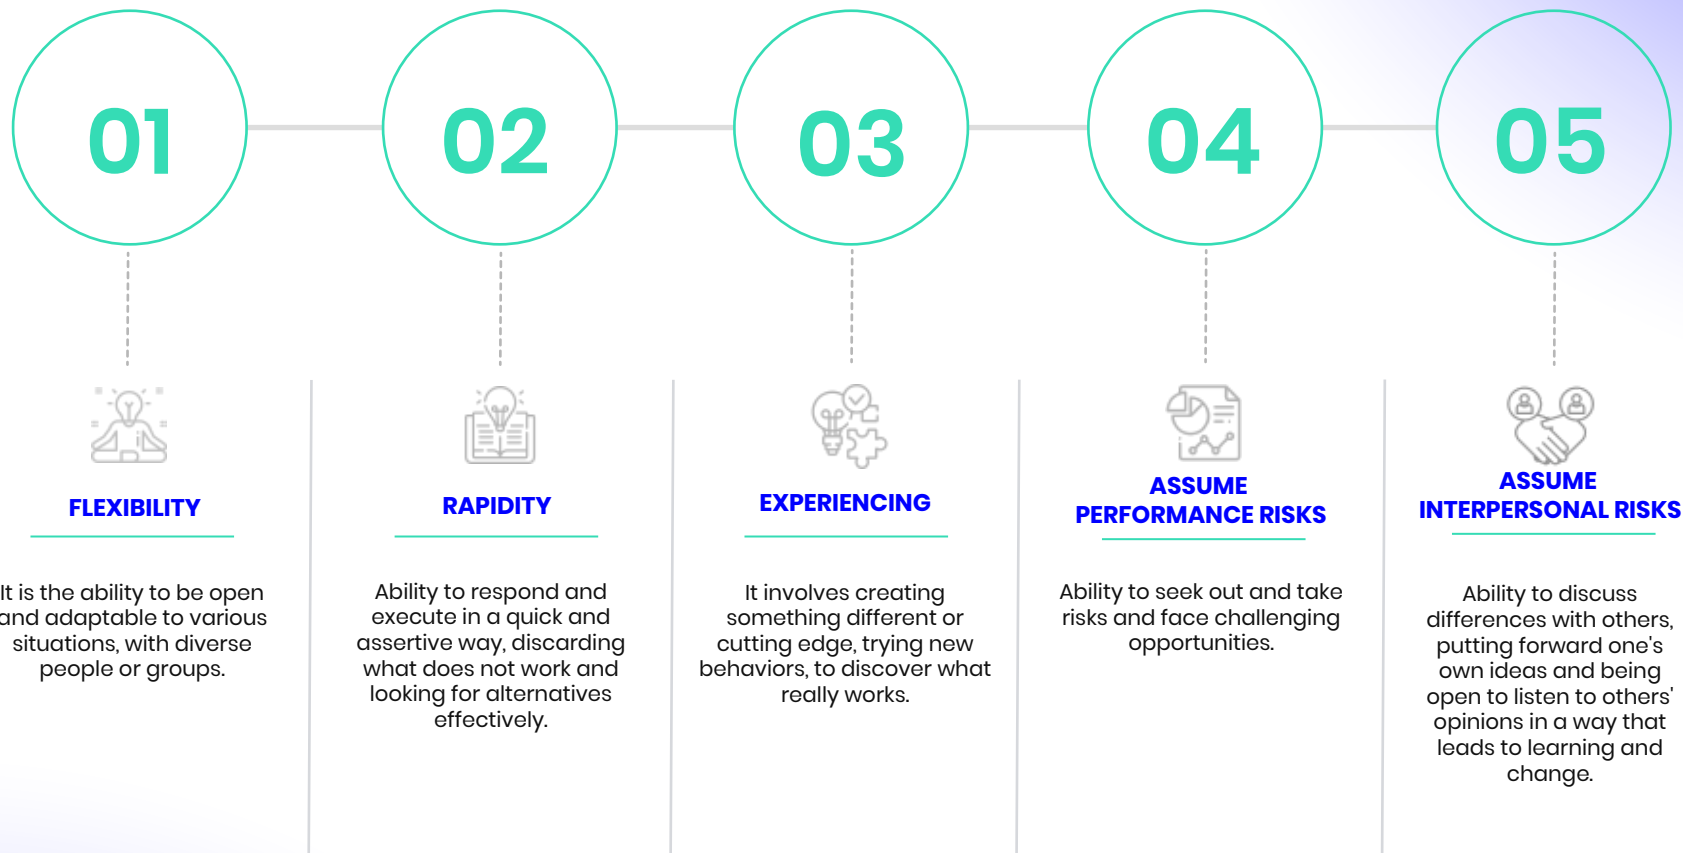 01
02
03
04
05
FLEXIBILITY
It is the ability to be open
and adaptable to various
situations, with diverse
people or groups.
RAPIDITY
Ability to respond and
execute in a quick and
assertive way, discarding
what does not work and
looking for alternatives
effectively.
EXPERIENCING
It involves creating
something different or
cutting edge, trying new
behaviors, to discover what
really works.
ASSUME
PERFORMANCE RISKS
Ability to seek out and take
risks and face challenging
opportunities.
ASSUME
INTERPERSONAL RISKS
Ability to discuss
differences with others,
putting forward one's
own ideas and being
open to listen to others'
opinions in a way that
leads to learning and
change.